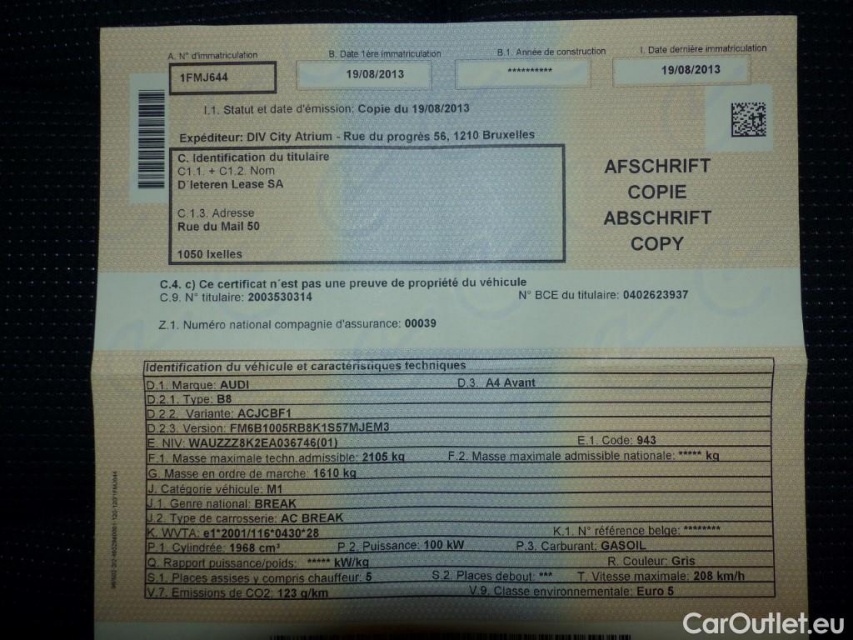 A. N° d'immatriculation B. Date 1ère immatriculation B.1. Année de construction I. Date dernière immatriculation
1FMJ644 19/08/2013 ********** 19/08/2013
I.1. Statut et date d'émission: Copie du 19/08/2013
Expéditeur: DIV City Atrium - Rue du progrès 56, 1210 Bruxelles
C. Identification du titulaire
C1.1. + C1.2. Nom
D´Ieteren Lease SA
C 1.3. Adresse
Rue du Mail 50
1050 Ixelles
AFSCHRIFT
COPIE
ABSCHRIFT
COPY
C.4. c) Ce certificat n´est pas une preuve de propriété du véhicule
C.9. N° titulaire: 2003530314 N° BCE du titulaire: 0402623937
Z.1. Numéro national compagnie d'assurance: 00039
Identification du véhicule et caractéristiques techniques
D.1. Marque: AUDI D.3. A4 Avant
D.2.1. Type: B8
D.2.2. Variante: ACJCBF1
D.2.3. Version: FM6B1005RB8K1S57MJEM3
E. NIV: WAUZZZ8K2EA036746(01) E.1. Code: 943
F.1. Masse maximale techn.admissible: 2105 kg F.2. Masse maximale admissible nationale: ***** kg
G. Masse en ordre de marche: 1610 kg
J. Catégorie véhicule: M1
J.1. Genre national: BREAK
J.2. Type de carrosserie: AC BREAK
K. WVTA: e1*2001/116*0430*28 K.1. N° référence belge: ********
P.1. Cylindrée: 1968 cm³ P.2. Puissance: 100 kW P.3. Carburant: GASOIL
Q. Rapport puissance/poids: ***** kW/kg R. Couleur: Gris
S.1. Places assises y compris chauffeur: 5 S.2. Places debout: *** T. Vitesse maximale: 208 km/h
V.7. Emissions de CO2: 123 g/km V.9. Classe environnementale: Euro 5
CarOutlet.eu